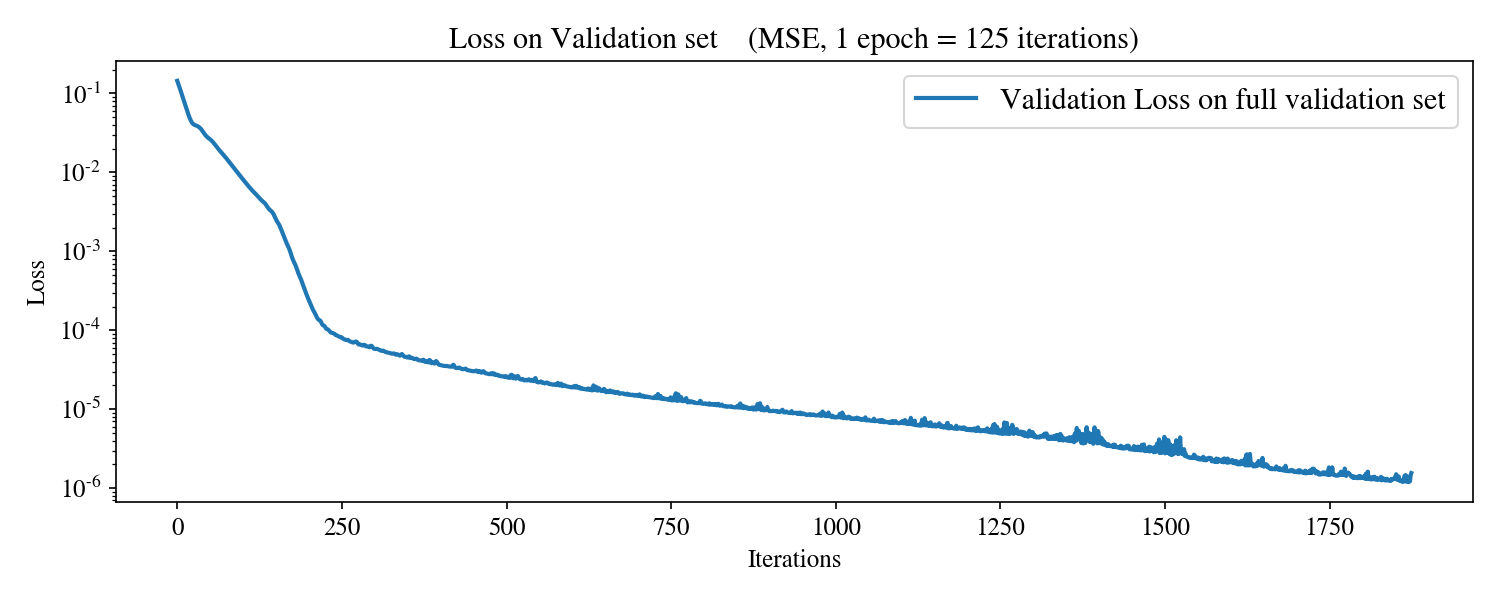 Loss on Validation set (MSE, 1 epoch = 125 iterations)
Validation Loss on full validation set
10⁻¹
10⁻²
10⁻³
10⁻⁴
10⁻⁵
10⁻⁶
Loss
0 250 500 750 1000 1250 1500 1750
Iterations